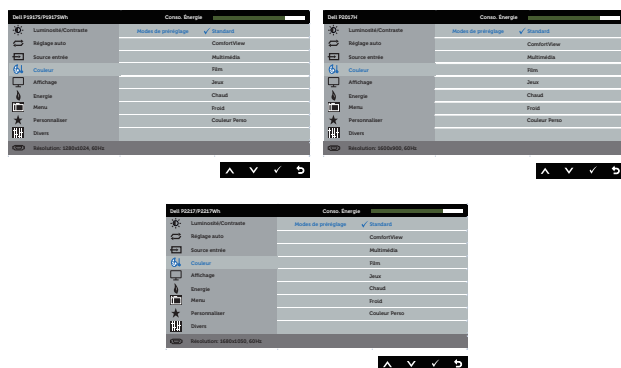 Dell P1917S/P1917SWh Conso. Énergie
Luminosité/Contraste Modes de préréglage ✓ Standard
Réglage auto ComfortView
Source entrée Multimédia
Couleur Film
Affichage Jeux
Energie Chaud
Menu Froid
Personnaliser Couleur Perso
Divers
Résolution: 1280x1024, 60Hz
Dell P2017H Conso. Énergie
Luminosité/Contraste Modes de préréglage ✓ Standard
Réglage auto ComfortView
Source entrée Multimédia
Couleur Film
Affichage Jeux
Energie Chaud
Menu Froid
Personnaliser Couleur Perso
Divers
Résolution: 1600x900, 60Hz
Dell P2217/P2217Wh Conso. Énergie
Luminosité/Contraste Modes de préréglage ✓ Standard
Réglage auto ComfortView
Source entrée Multimédia
Couleur Film
Affichage Jeux
Energie Chaud
Menu Froid
Personnaliser Couleur Perso
Divers
Résolution: 1680x1050, 60Hz